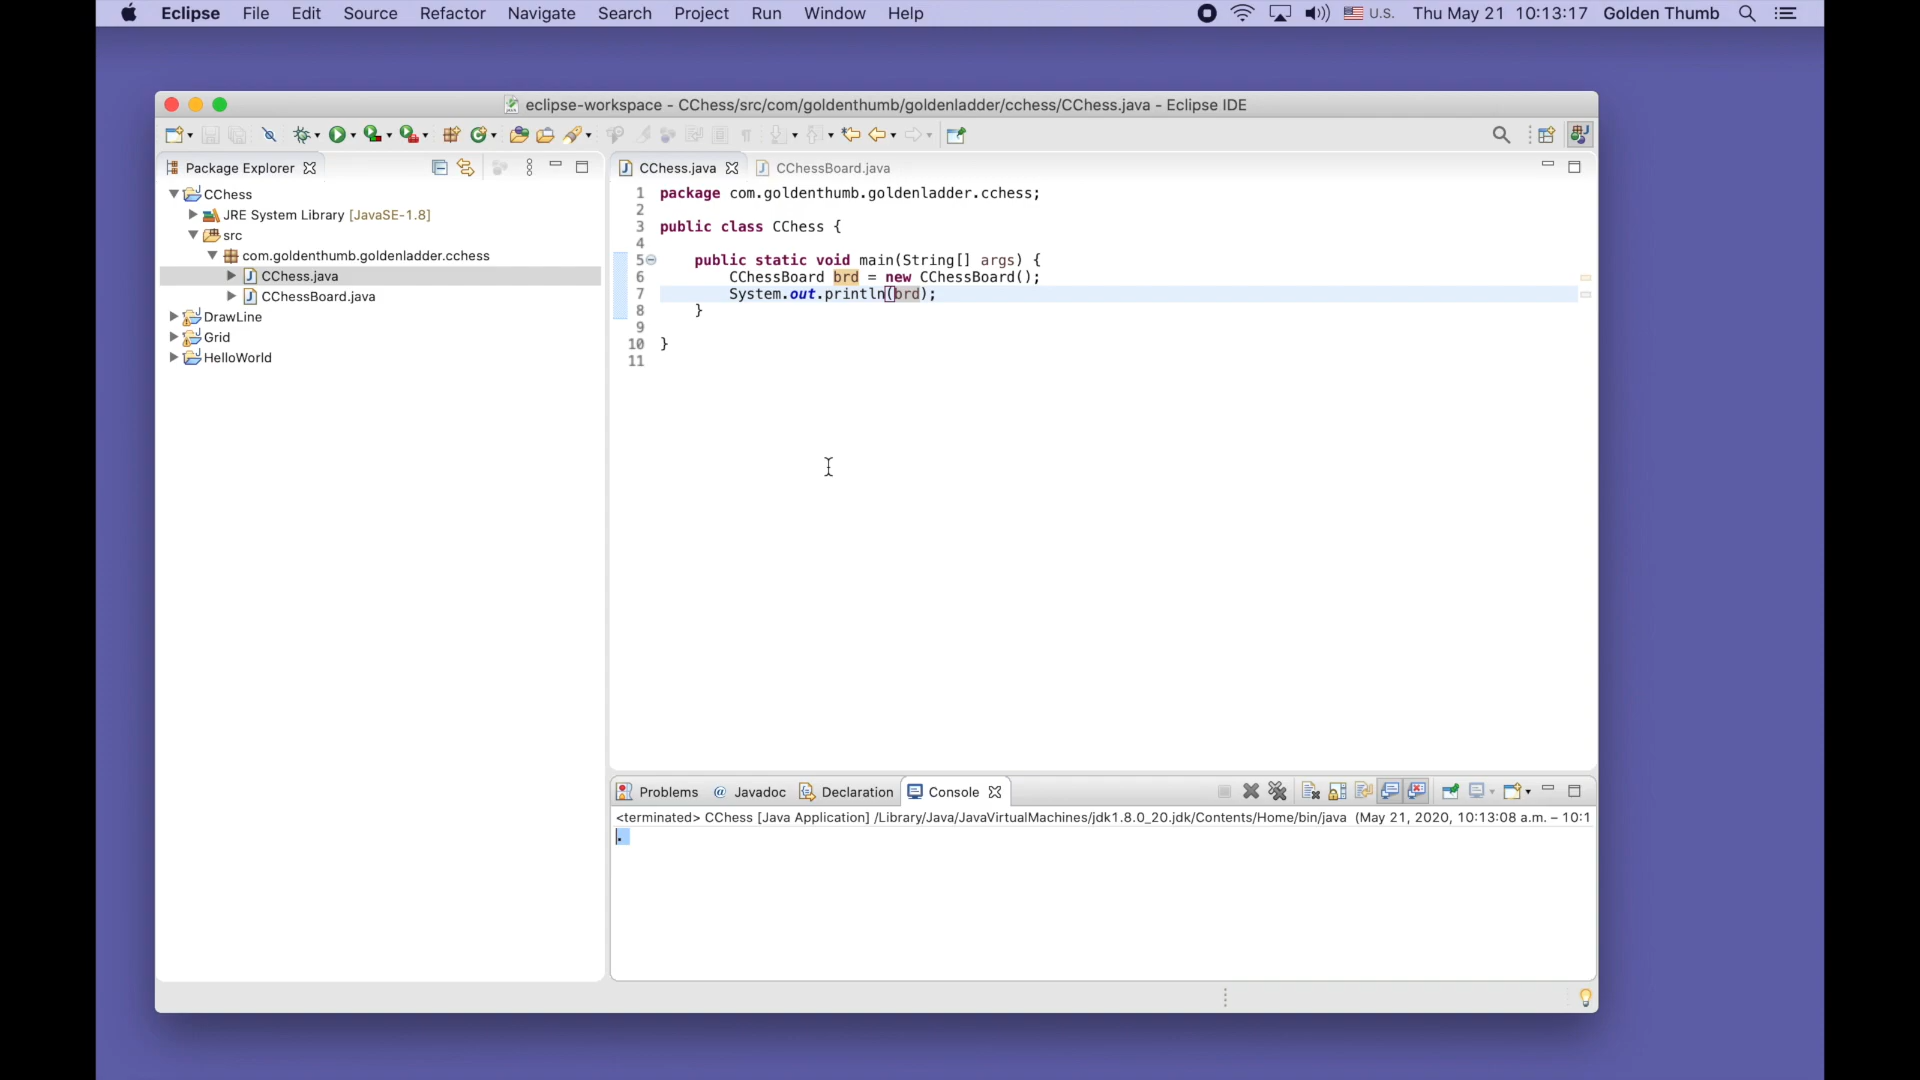 Eclipse File Edit Source Refactor Navigate Search Project Run Window Help U.S. Thu May 21 10:13:17 Golden Thumb
eclipse-workspace - CChess/src/com/goldenthumb/goldenladder/cchess/CChess.java - Eclipse IDE
Package Explorer
CChess
JRE System Library [JavaSE-1.8]
src
com.goldenthumb.goldenladder.cchess
CChess.java
CChessBoard.java
DrawLine
Grid
HelloWorld
CChess.java CChessBoard.java
1 package com.goldenthumb.goldenladder.cchess;
2
3 public class CChess {
4
5 public static void main(String[] args) {
6 CChessBoard brd = new CChessBoard();
7 System.out.println(brd);
8 }
9
10 }
11
Problems @ Javadoc Declaration Console
<terminated> CChess [Java Application] /Library/Java/JavaVirtualMachines/jdk1.8.0_20.jdk/Contents/Home/bin/java (May 21, 2020, 10:13:08 a.m. – 10:1
.